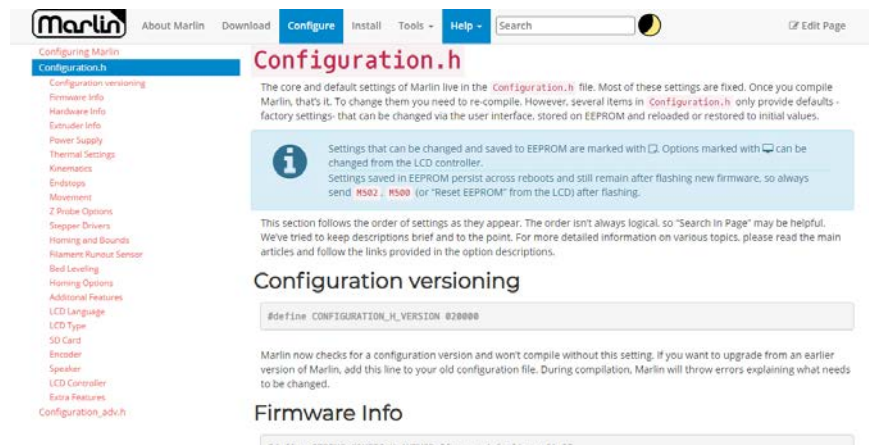 Marlin
About Marlin Download Configure Install Tools Help Search Edit Page
Configuring Marlin
Configuration.h
Configuration versioning
Firmware Info
Hardware Info
Extruder Info
Power Supply
Thermal Settings
Kinematics
Endstops
Movement
Z Probe Options
Stepper Drivers
Homing and Bounds
Filament Runout Sensor
Bed Leveling
Homing Options
Additional Features
LCD Language
LCD Type
SD Card
Encoder
Speaker
LCD Controller
Extra Features
Configuration_adv.h
Configuration.h
The core and default settings of Marlin live in the Configuration.h file. Most of these settings are fixed. Once you compile
Marlin, that's it. To change them you need to re-compile. However, several items in Configuration.h only provide defaults -
factory settings- that can be changed via the user interface, stored on EEPROM and reloaded or restored to initial values.
Settings that can be changed and saved to EEPROM are marked with . Options marked with can be
changed from the LCD controller.
Settings saved in EEPROM persist across reboots and still remain after flashing new firmware, so always
send M502, M500 (or "Reset EEPROM" from the LCD) after flashing.
This section follows the order of settings as they appear. The order isn't always logical, so "Search In Page" may be helpful.
We've tried to keep descriptions brief and to the point. For more detailed information on various topics, please read the main
articles and follow the links provided in the option descriptions.
Configuration versioning
#define CONFIGURATION_H_VERSION 020000
Marlin now checks for a configuration version and won't compile without this setting. If you want to upgrade from an earlier
version of Marlin, add this line to your old configuration file. During compilation, Marlin will throw errors explaining what needs
to be changed.
Firmware Info